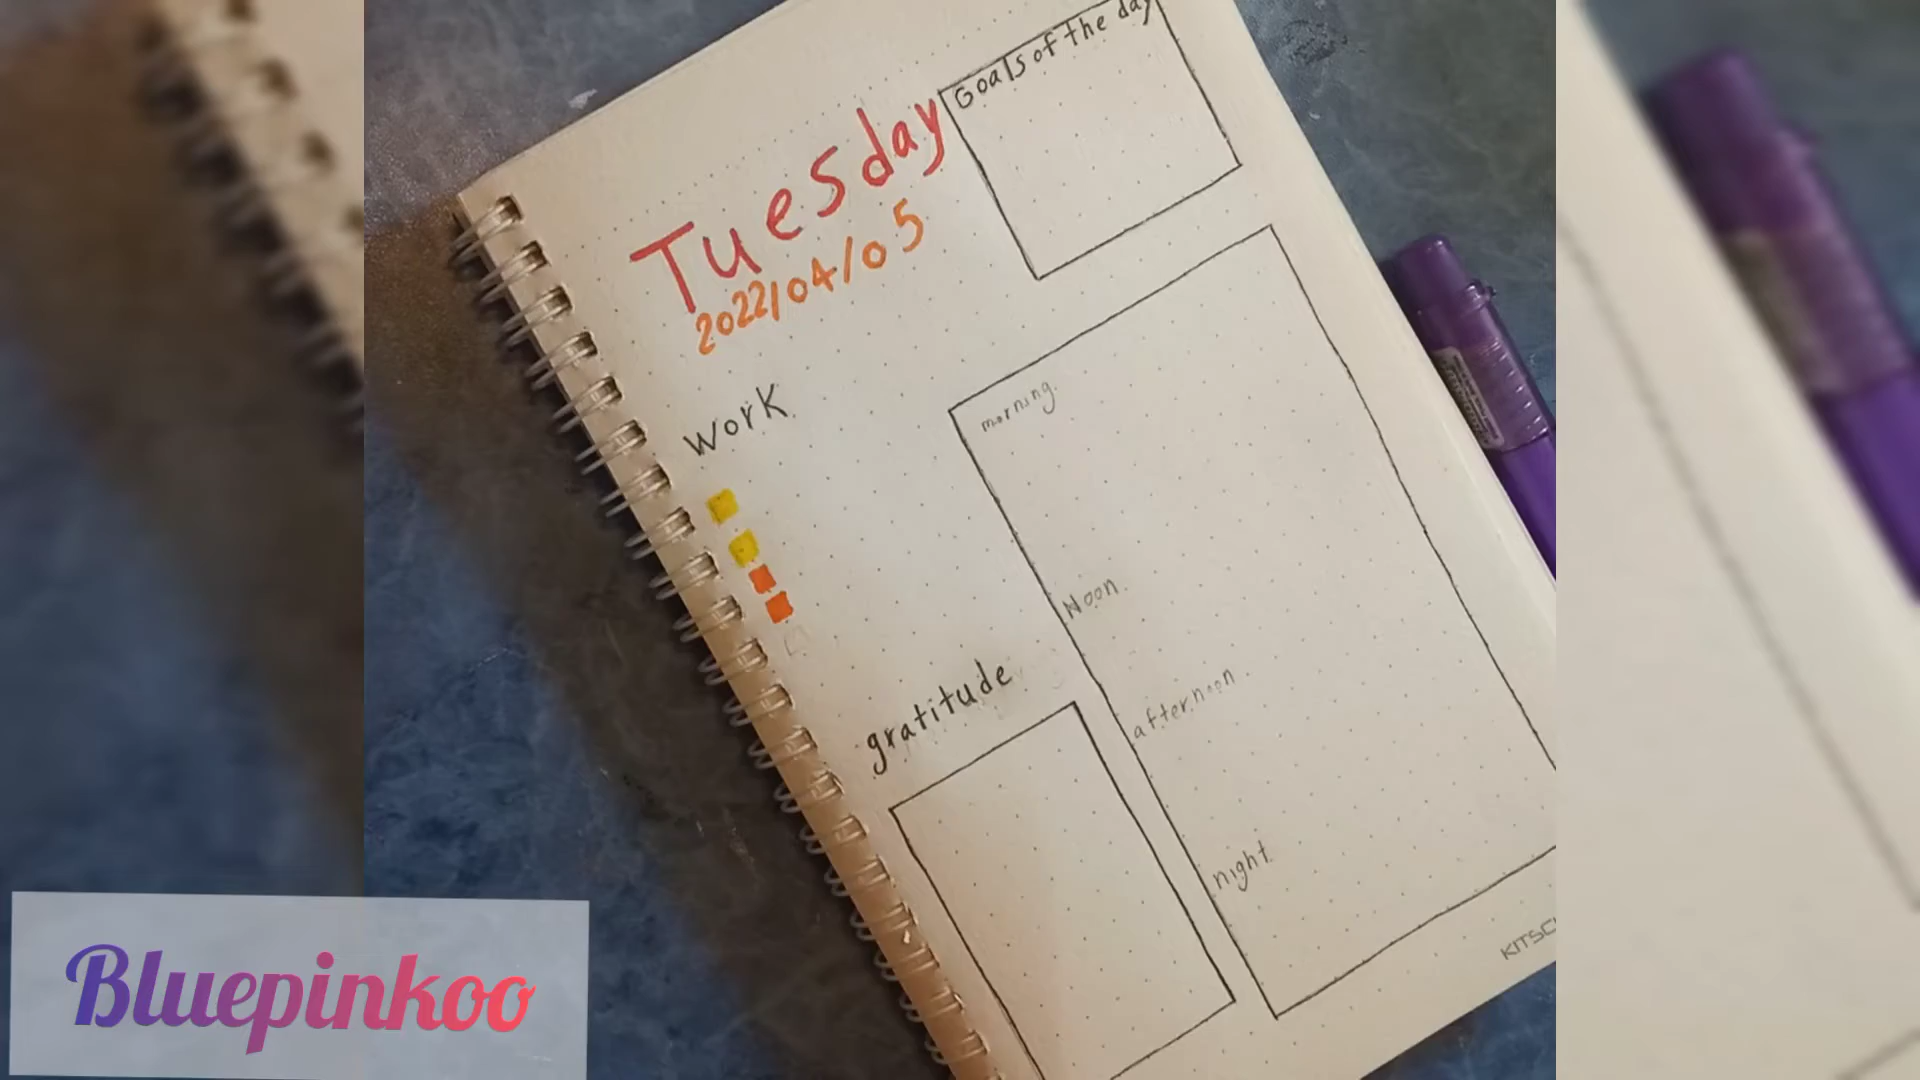 Goals of the day
Tuesday
2022/04/05
work
morning
Noon
gratitude
afternoon
night
Bluepinkoo